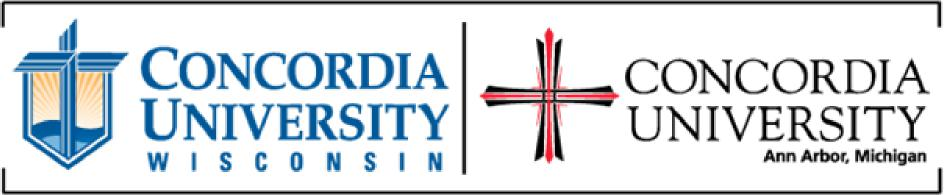 CONCORDIA
UNIVERSITY
WISCONSIN
CONCORDIA
UNIVERSITY
Ann Arbor, Michigan